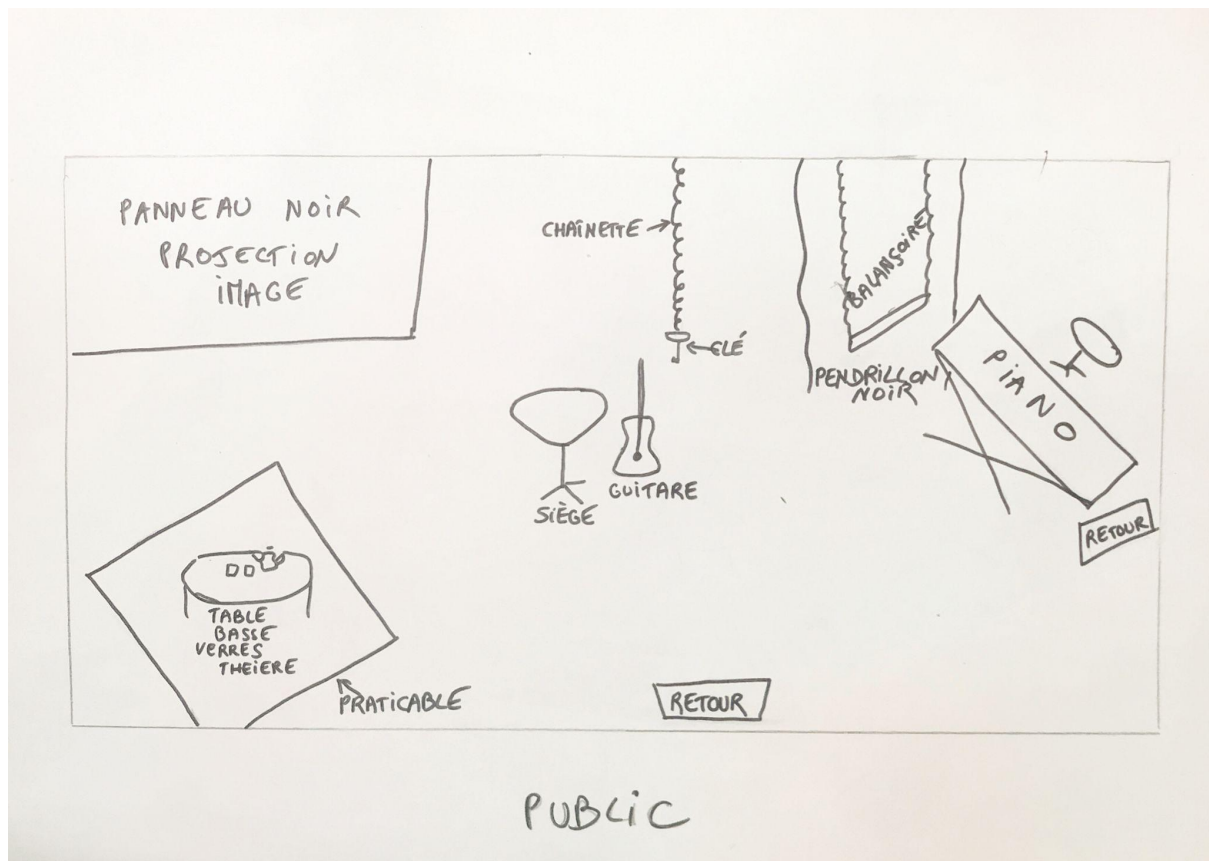 PANNEAU NOIR
PROJECTION
IMAGE
CHAÎNETTE
CLÉ
BALANÇOIRE
PENDRILLON
NOIR
PIANO
SIÈGE
GUITARE
RETOUR
TABLE
BASSE
VERRES
THEIERE
PRATICABLE
RETOUR
PUBLIC